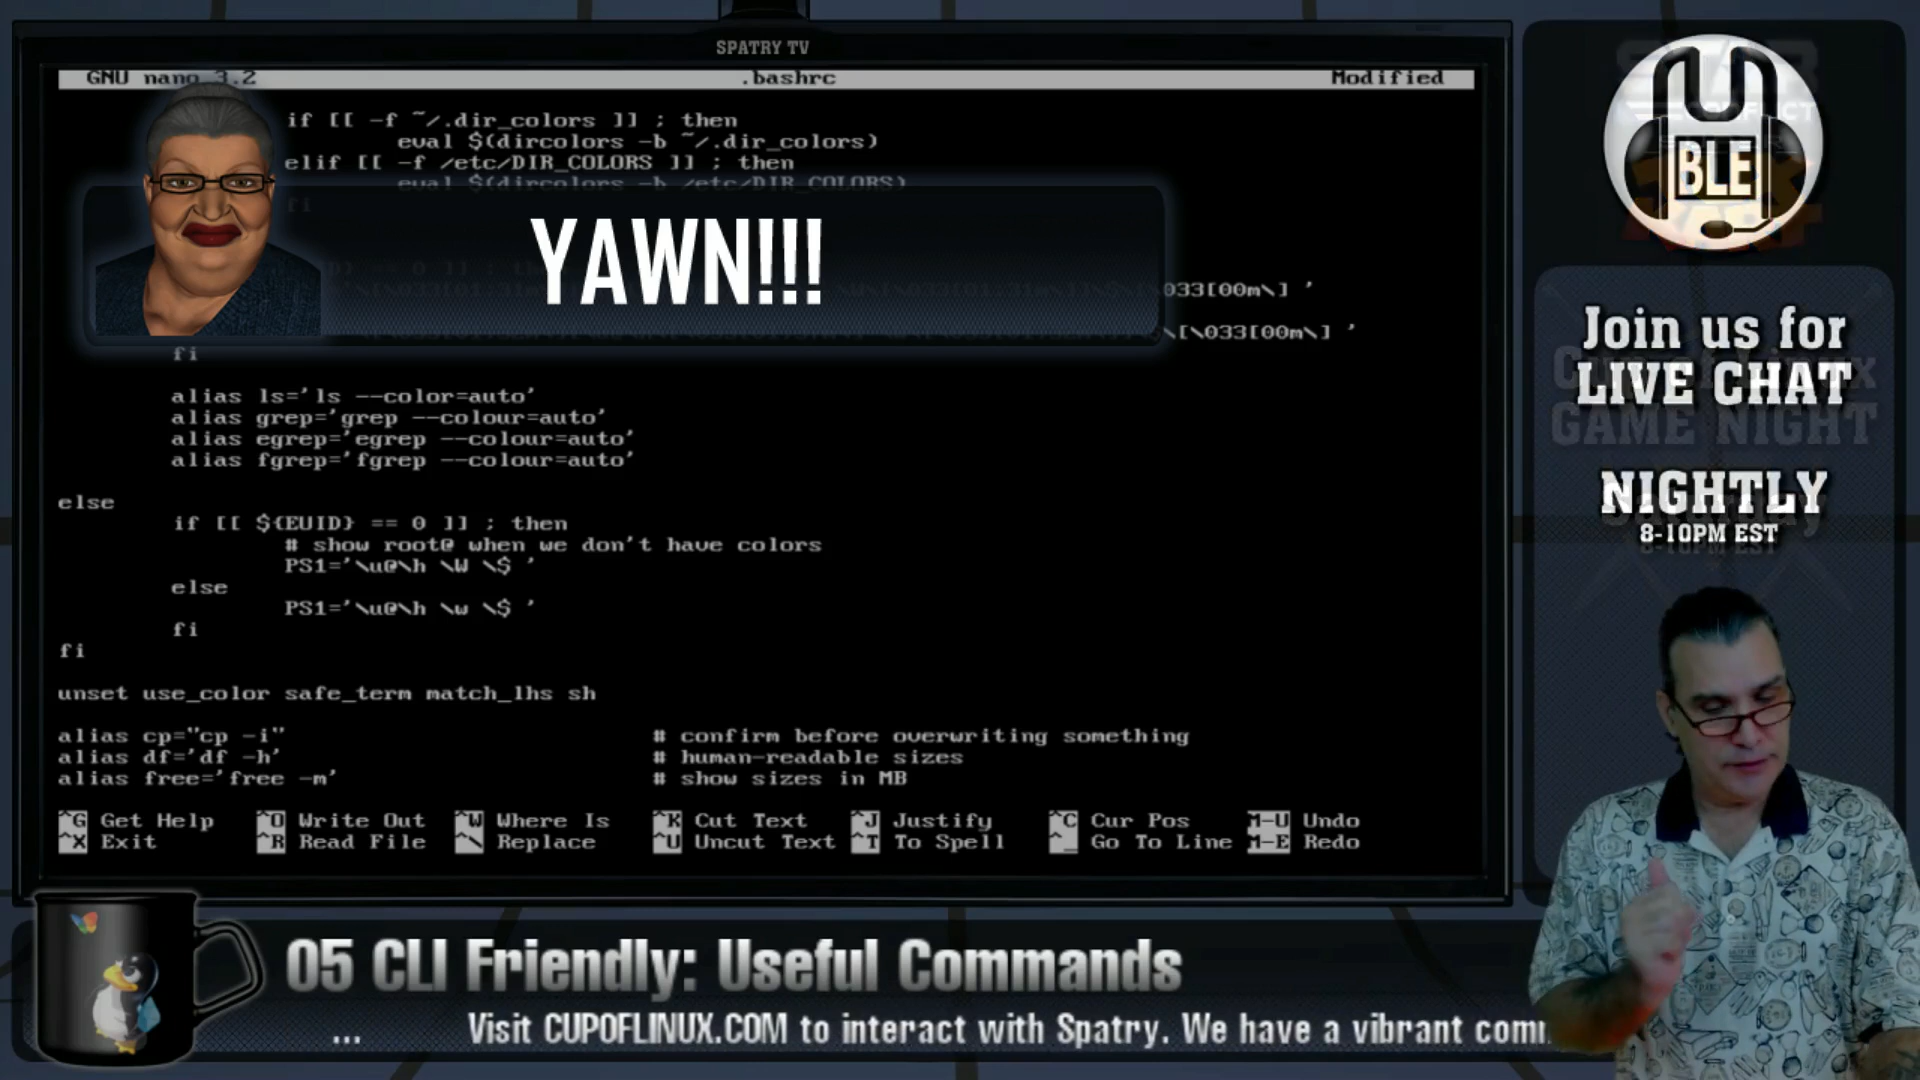 SPATRY TV
GNU nano 3.2 .bashrc Modified
if [[ -f ~/.dir_colors ]] ; then
eval $(dircolors -b ~/.dir_colors)
elif [[ -f /etc/DIR_COLORS ]] ; then
eval $(dircolors -b /etc/DIR_COLORS)
fi
YAWN!!!
033[00m\] '
\[\033[00m\] '
fi
alias ls='ls --color=auto'
alias grep='grep --colour=auto'
alias egrep='egrep --colour=auto'
alias fgrep='fgrep --colour=auto'
else
if [[ ${EUID} == 0 ]] ; then
# show root@ when we don't have colors
PS1='\u@\h \W \$ '
else
PS1='\u@\h \w \$ '
fi
fi
unset use_color safe_term match_lhs sh
alias cp="cp -i" # confirm before overwriting something
alias df='df -h' # human-readable sizes
alias free='free -m' # show sizes in MB
^G Get Help ^O Write Out ^W Where Is ^K Cut Text ^J Justify ^C Cur Pos M-U Undo
^X Exit ^R Read File ^\ Replace ^U Uncut Text ^T To Spell ^_ Go To Line M-E Redo
BLE
Join us for
LIVE CHAT
GAME NIGHT
NIGHTLY
8-10PM EST
05 CLI Friendly: Useful Commands
... Visit CUPOFLINUX.COM to interact with Spatry. We have a vibrant